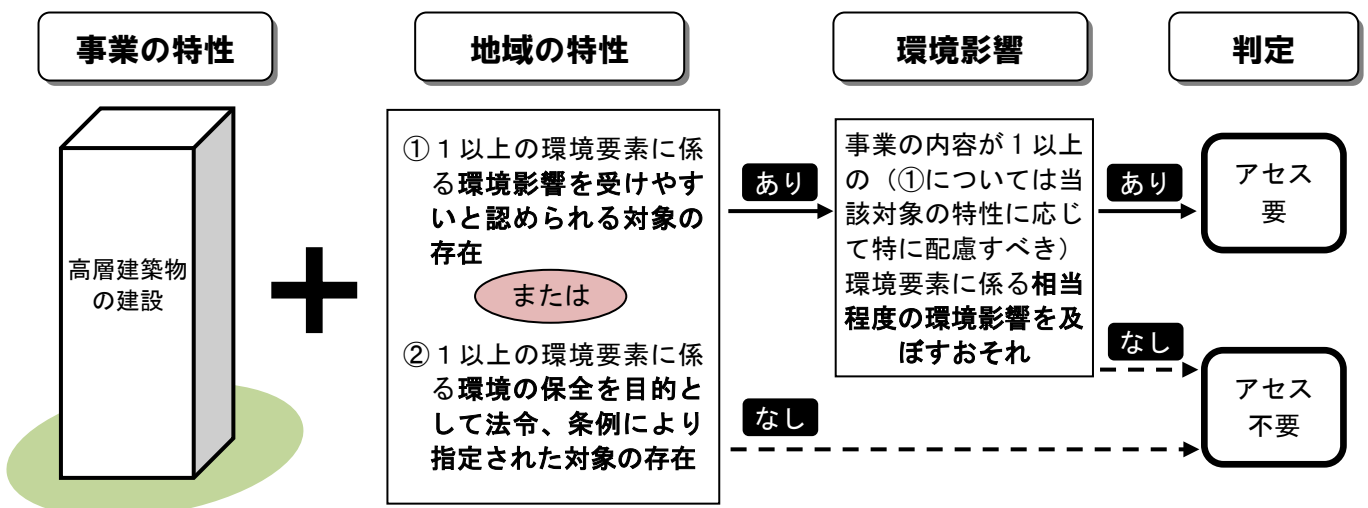 事業の特性
地域の特性
環境影響
判定
高層建築物
の建設
①１以上の環境要素に係
る環境影響を受けやす
いと認められる対象の
存在
または
②１以上の環境要素に係
る環境の保全を目的と
して法令、条例により
指定された対象の存在
あり
なし
事業の内容が１以上
の（①については当
該対象の特性に応じ
て特に配慮すべき）
環境要素に係る相当
程度の環境影響を及
ぼすおそれ
あり
なし
アセス
要
アセス
不要